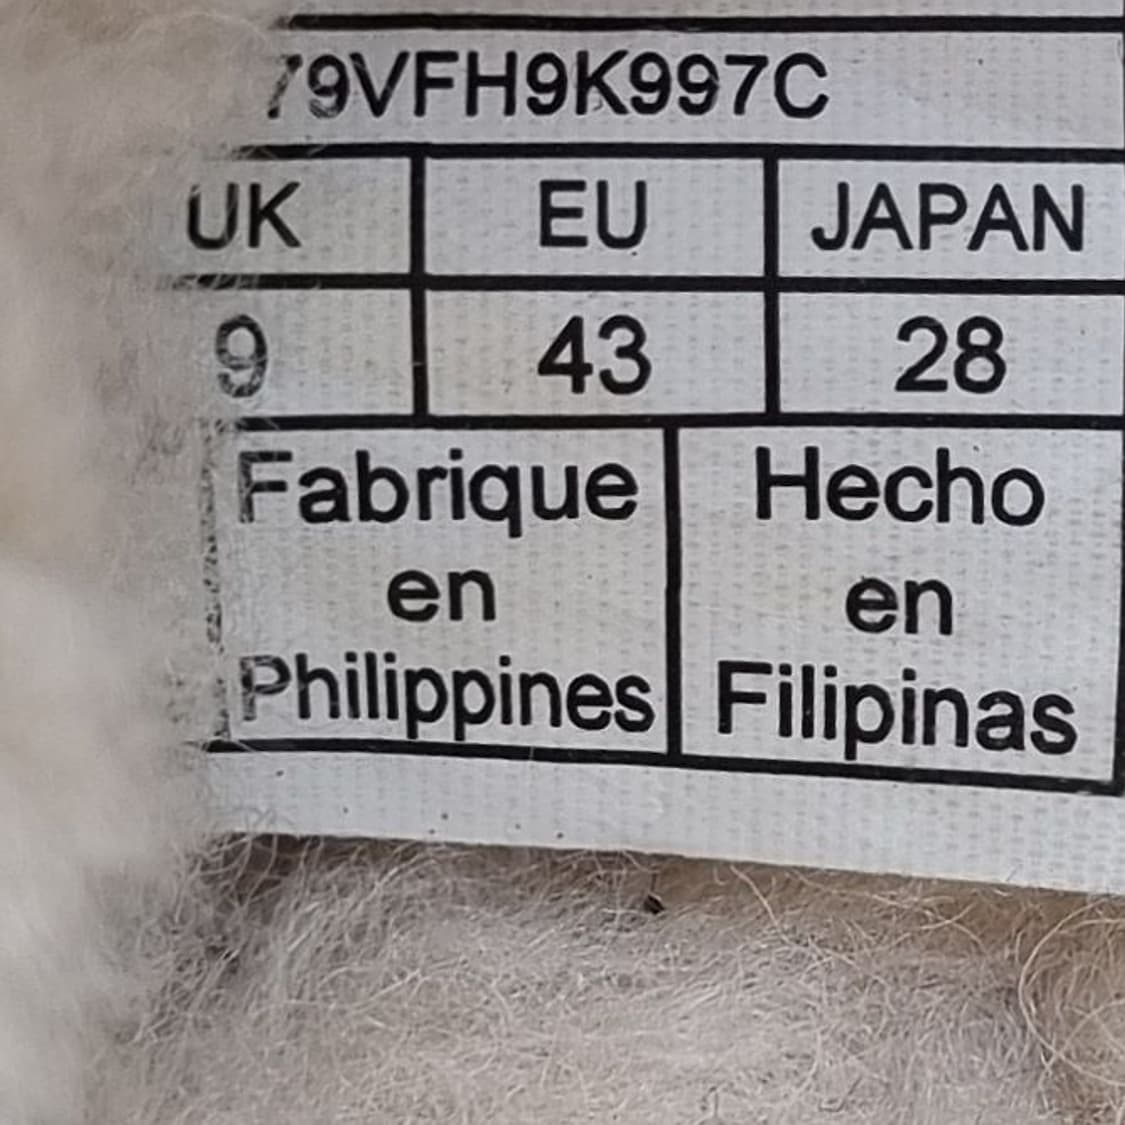 79VFH9K997C
UK EU JAPAN
9 43 28
Fabrique
en
Philippines
Hecho
en
Filipinas